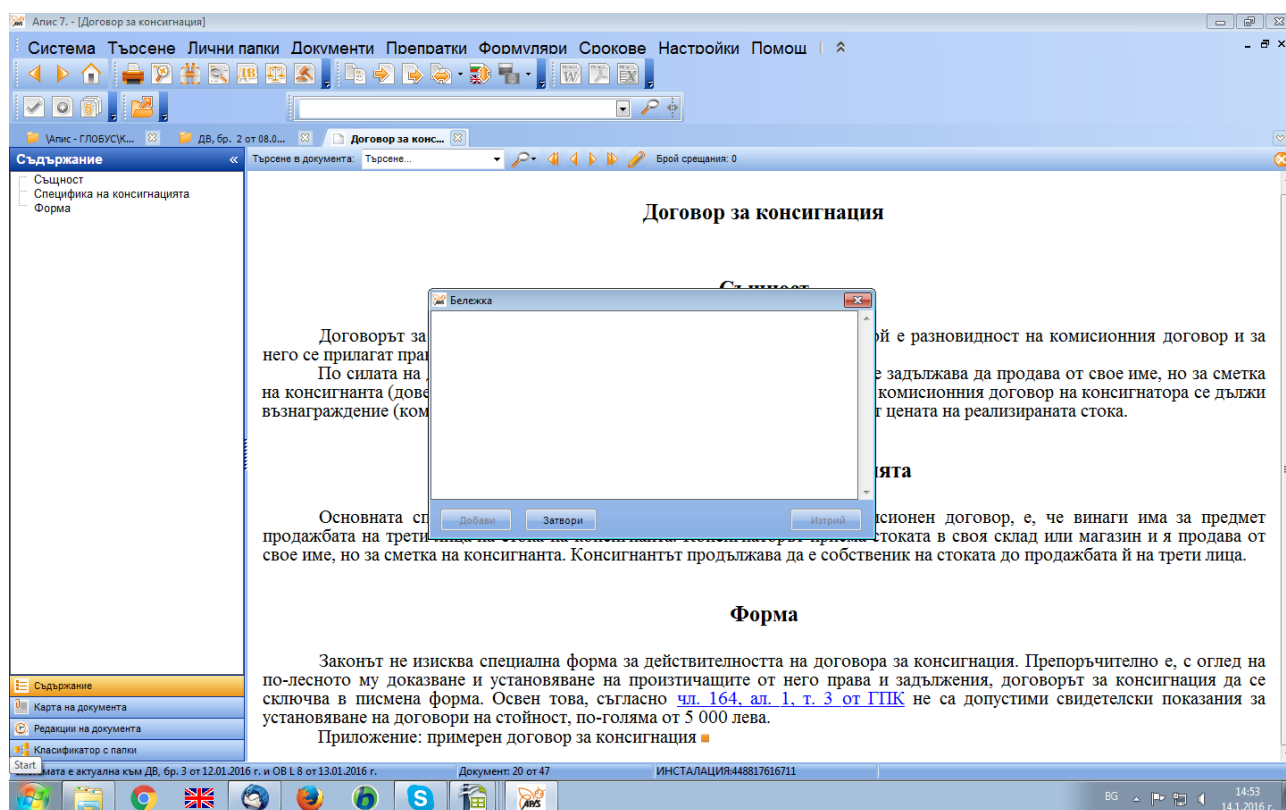 Апис 7. - [Договор за консигнация]
Система Търсене Лични папки Документи Препратки Формуляри Срокове Настройки Помощ
\Апис - ГЛОБУС\К... ДВ, бр. 2 от 08.0... Договор за конс...
Съдържание « Търсене в документа: Търсене... Брой срещания: 0
Същност
Специфика на консигнацията
Форма
Договор за консигнация
Същност
Бележка
Договорът за ой е разновидност на комисионния договор и за
него се прилагат прав
По силата на е задължава да продава от свое име, но за сметка
на консигнанта (дове комисионния договор на консигнатора се дължи
възнаграждение (ком т цената на реализираната стока.
ията
Добави Затвори Изтрий
Основната сп исионен договор, е, че винаги има за предмет
продажбата на трети лица на стока на консигнанта. Консигнаторът приема стоката в своя склад или магазин и я продава от
свое име, но за сметка на консигнанта. Консигнантът продължава да е собственик на стоката до продажбата й на трети лица.
Форма
Законът не изисква специална форма за действителността на договора за консигнация. Препоръчително е, с оглед на
по-лесното му доказване и установяване на произтичащите от него права и задължения, договорът за консигнация да се
сключва в писмена форма. Освен това, съгласно чл. 164, ал. 1, т. 3 от ГПК не са допустими свидетелски показания за
установяване на договори на стойност, по-голяма от 5 000 лева.
Приложение: примерен договор за консигнация
Съдържание
Карта на документа
Редакции на документа
Класификатор с папки
Start
мата е актуална към ДВ, бр. 3 от 12.01.2016 г. и ОВ L 8 от 13.01.2016 г. Документ: 20 от 47 ИНСТАЛАЦИЯ:448817616711
BG 14:53
14.1.2016 г.